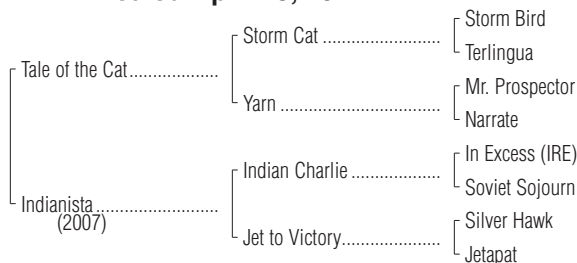 Storm Bird
Storm Cat ........................
Terlingua
Tale of the Cat..................
Mr. Prospector
Yarn ...........................................
Narrate
In Excess (IRE)
Indian Charlie ........................
Soviet Sojourn
Indianista.................................
(2007)
Silver Hawk
Jet to Victory..........................
Jetapat